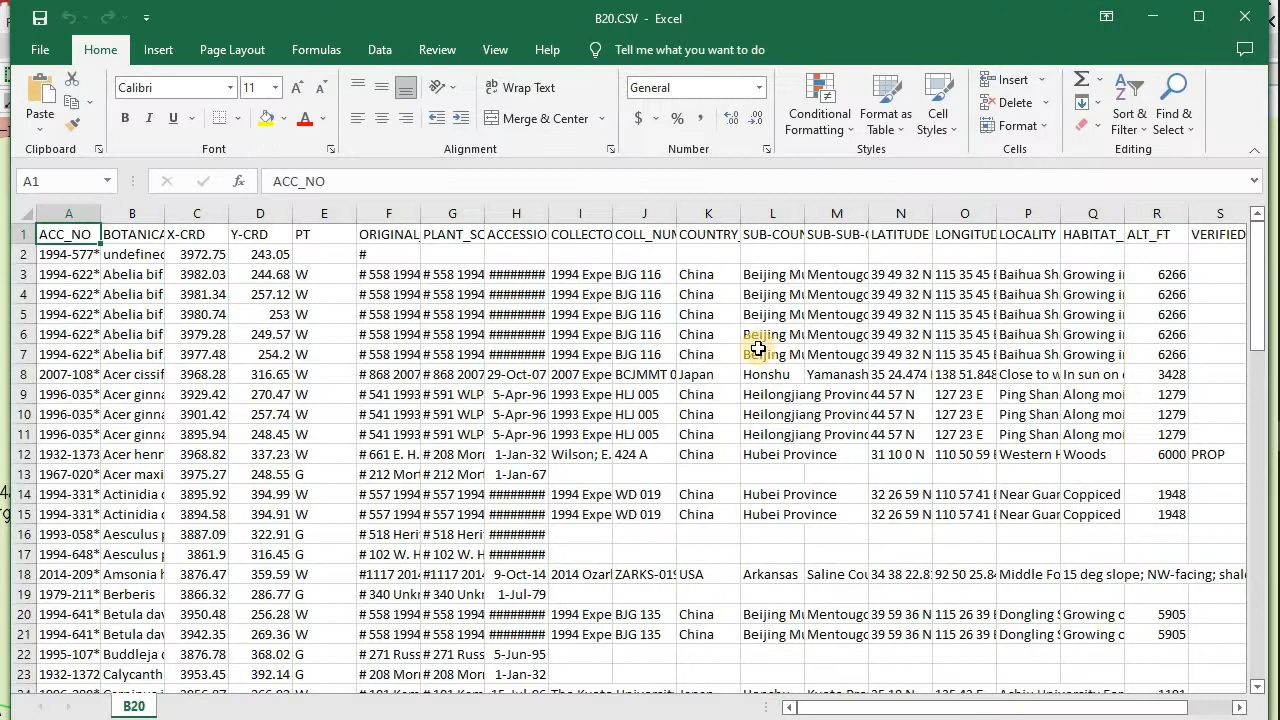 B20.CSV - Excel
File Home Insert Page Layout Formulas Data Review View Help Tell me what you want to do
Paste
Calibri 11
B I U
Wrap Text
Merge & Center
General
$ % ,
Conditional Formatting
Format as Table
Cell Styles
Insert
Delete
Format
Sort & Filter
Find & Select
Clipboard Font Alignment Number Styles Cells Editing
A1 fx ACC_NO
A B C D E F G H I J K L M N O P Q R S
1 ACC_NO BOTANICA X-CRD Y-CRD PT ORIGINAL_ PLANT_SC ACCESSIO COLLECTO COLL_NUM COUNTRY_ SUB-COUN SUB-SUB-C LATITUDE LONGITUD LOCALITY HABITAT_ ALT_FT VERIFIED
2 1994-577* undefined 3972.75 243.05 #
3 1994-622* Abelia bif 3982.03 244.68 W # 558 1994 # 558 1994 ######## 1994 Expe BJG 116 China Beijing Mu Mentougo 39 49 32 N 115 35 45 E Baihua Sha Growing in 6266
4 1994-622* Abelia bif 3981.34 257.12 W # 558 1994 # 558 1994 ######## 1994 Expe BJG 116 China Beijing Mu Mentougo 39 49 32 N 115 35 45 E Baihua Sha Growing in 6266
5 1994-622* Abelia bif 3980.74 253 W # 558 1994 # 558 1994 ######## 1994 Expe BJG 116 China Beijing Mu Mentougo 39 49 32 N 115 35 45 E Baihua Sha Growing in 6266
6 1994-622* Abelia bif 3979.28 249.57 W # 558 1994 # 558 1994 ######## 1994 Expe BJG 116 China Beijing Mu Mentougo 39 49 32 N 115 35 45 E Baihua Sha Growing in 6266
7 1994-622* Abelia bif 3977.48 254.2 W # 558 1994 # 558 1994 ######## 1994 Expe BJG 116 China Beijing Mu Mentougo 39 49 32 N 115 35 45 E Baihua Sha Growing in 6266
8 2007-108* Acer cissif 3968.28 316.65 W # 868 2007 # 868 2007 29-Oct-07 2007 Expe BCJMMT 0 Japan Honshu Yamanash 35 24.474 138 51.848 Close to w In sun on 3428
9 1996-035* Acer ginna 3929.42 270.47 W # 541 1993 # 591 WLP 5-Apr-96 1993 Expe HLJ 005 China Heilongjiang Provinc 44 57 N 127 23 E Ping Shan Along moi 1279
10 1996-035* Acer ginna 3901.42 257.74 W # 541 1993 # 591 WLP 5-Apr-96 1993 Expe HLJ 005 China Heilongjiang Provinc 44 57 N 127 23 E Ping Shan Along moi 1279
11 1996-035* Acer ginna 3895.94 248.45 W # 541 1993 # 591 WLP 5-Apr-96 1993 Expe HLJ 005 China Heilongjiang Provinc 44 57 N 127 23 E Ping Shan Along moi 1279
12 1932-1373 Acer henr 3968.82 337.23 W # 661 E. H. # 208 Morr 1-Jan-32 Wilson; E. 424 A China Hubei Province 31 10 0 N 110 50 59 Western H Woods 6000 PROP
13 1967-020* Acer maxi 3975.27 248.55 G # 212 Mort # 212 Mort 1-Jan-67
14 1994-331* Actinidia c 3895.92 394.99 W # 557 1994 # 557 1994 ######## 1994 Expe WD 019 China Hubei Province 32 26 59 N 110 57 41 E Near Guan Coppiced 1948
15 1994-331* Actinidia c 3894.58 394.91 W # 557 1994 # 557 1994 ######## 1994 Expe WD 019 China Hubei Province 32 26 59 N 110 57 41 E Near Guan Coppiced 1948
16 1993-058* Aesculus p 3887.09 322.91 G # 518 Heri # 518 Heri ########
17 1994-648* Aesculus p 3861.9 316.45 G # 102 W. H # 102 W. H ########
18 2014-209* Amsonia h 3876.47 359.59 W #1117 2014 #1117 2014 9-Oct-14 2014 Ozark ZARKS-019 USA Arkansas Saline Cou 34 38 22.8 92 50 25.84 Middle Fo 15 deg slope; NW-facing; shal
19 1979-211* Berberis 3866.32 286.77 G # 340 Unkn # 340 Unkn 1-Jul-79
20 1994-641* Betula dav 3950.48 256.28 W # 558 1994 # 558 1994 ######## 1994 Expe BJG 135 China Beijing Mu Mentougo 39 59 36 N 115 26 39 E Dongling S Growing o 5905
21 1994-641* Betula dav 3942.35 269.36 W # 558 1994 # 558 1994 ######## 1994 Expe BJG 135 China Beijing Mu Mentougo 39 59 36 N 115 26 39 E Dongling S Growing o 5905
22 1995-107* Buddleja d 3876.78 368.02 G # 271 Russ # 271 Russ 5-Jun-95
23 1932-1372 Calycanth 3953.45 392.14 G # 208 Mor # 208 Mor 1-Jan-32
B20